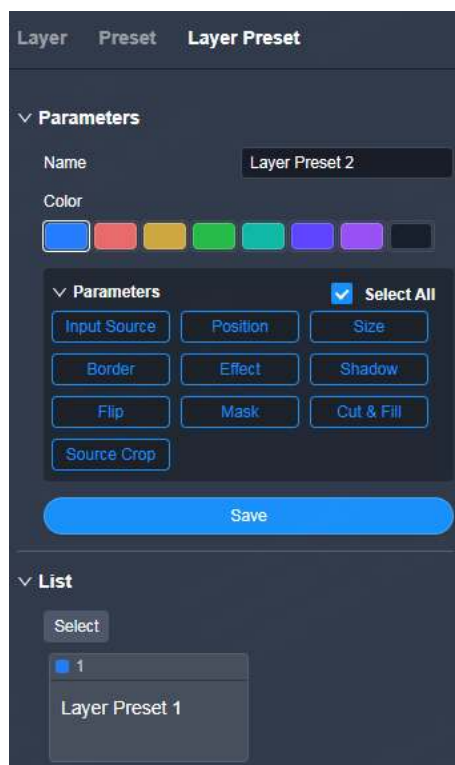 Layer Preset Layer Preset
Parameters
Name Layer Preset 2
Color
Parameters Select All
Input Source Position Size
Border Effect Shadow
Flip Mask Cut & Fill
Source Crop
Save
List
Select
1
Layer Preset 1